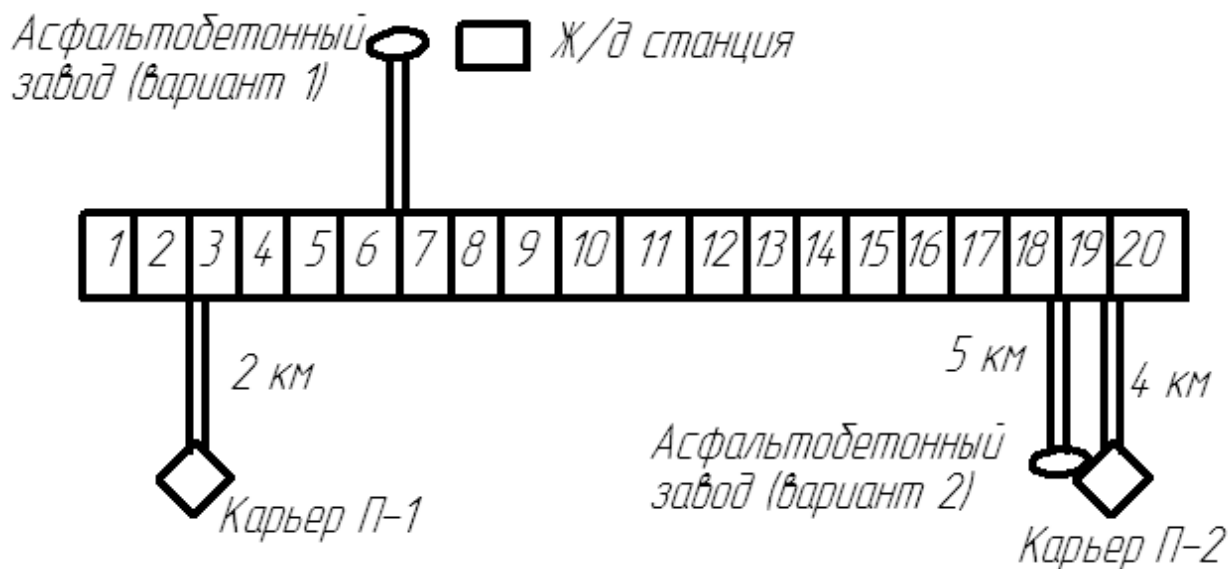 Асфальтобетонный
завод (вариант 1)
Ж/д станция
1 2 3 4 5 6 7 8 9 10 11 12 13 14 15 16 17 18 19 20
2 км
5 км
4 км
Асфальтобетонный
завод (вариант 2)
Карьер П-1
Карьер П-2